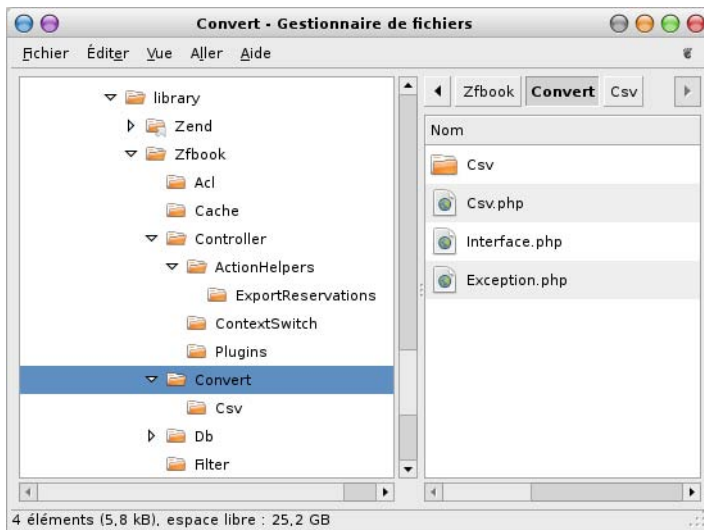 Convert - Gestionnaire de fichiers
Fichier Éditer Vue Aller Aide
library
Zend
Zfbook
Acl
Cache
Controller
ActionHelpers
ExportReservations
ContextSwitch
Plugins
Convert
Csv
Db
Filter
Zfbook Convert Csv
Nom
Csv
Csv.php
Interface.php
Exception.php
4 éléments (5,8 kB), espace libre : 25,2 GB